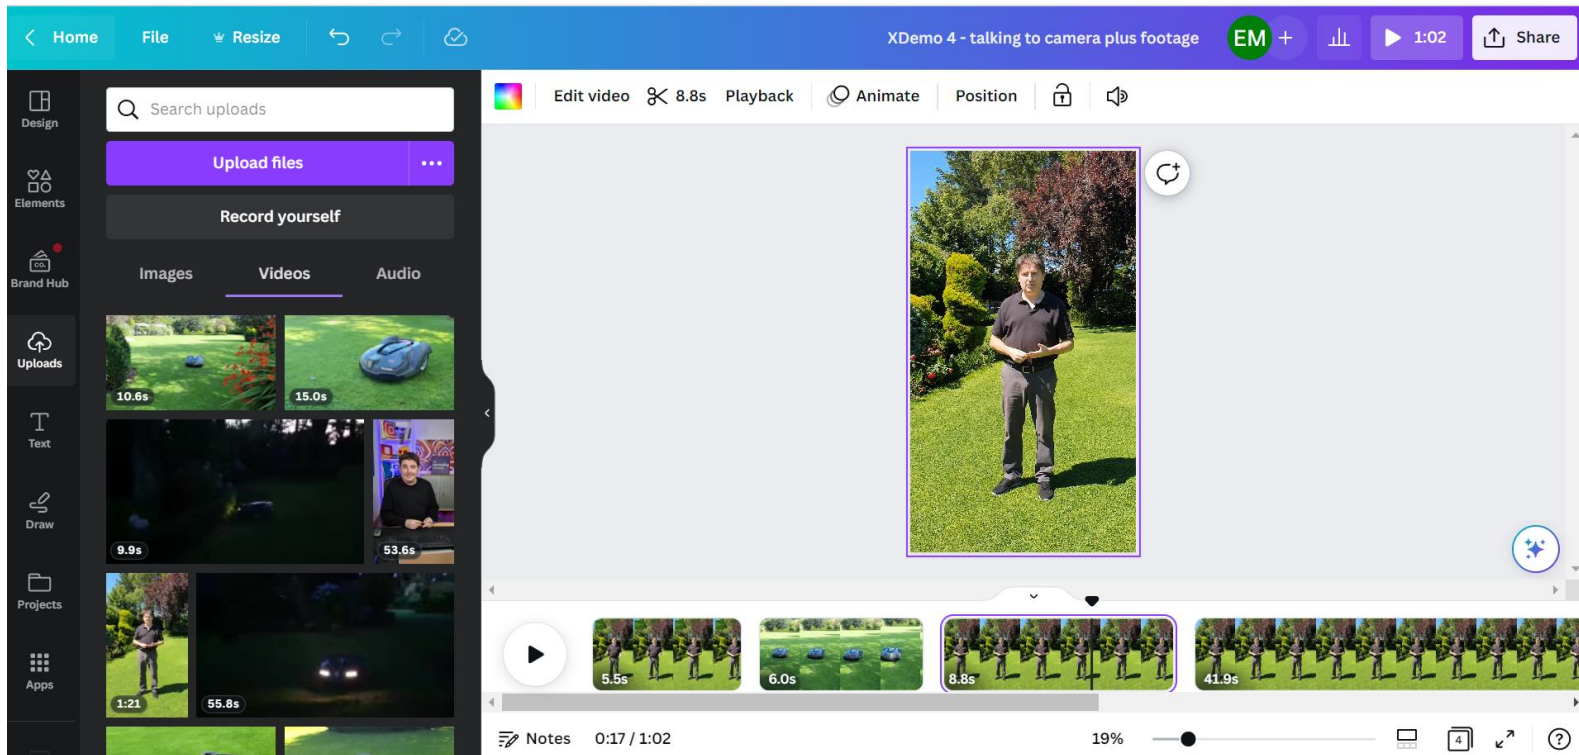 Home File Resize XDemo 4 - talking to camera plus footage EM + 1:02 Share
Design
Elements
CO.
Brand Hub
Uploads
Text
Draw
Projects
Apps
Search uploads
Upload files
Record yourself
Images Videos Audio
10.6s 15.0s
9.9s 53.6s
1:21 55.8s
Edit video 8.8s Playback Animate Position
5.5s 6.0s 8.8s 41.9s
Notes 0:17 / 1:02 19% 4 ?